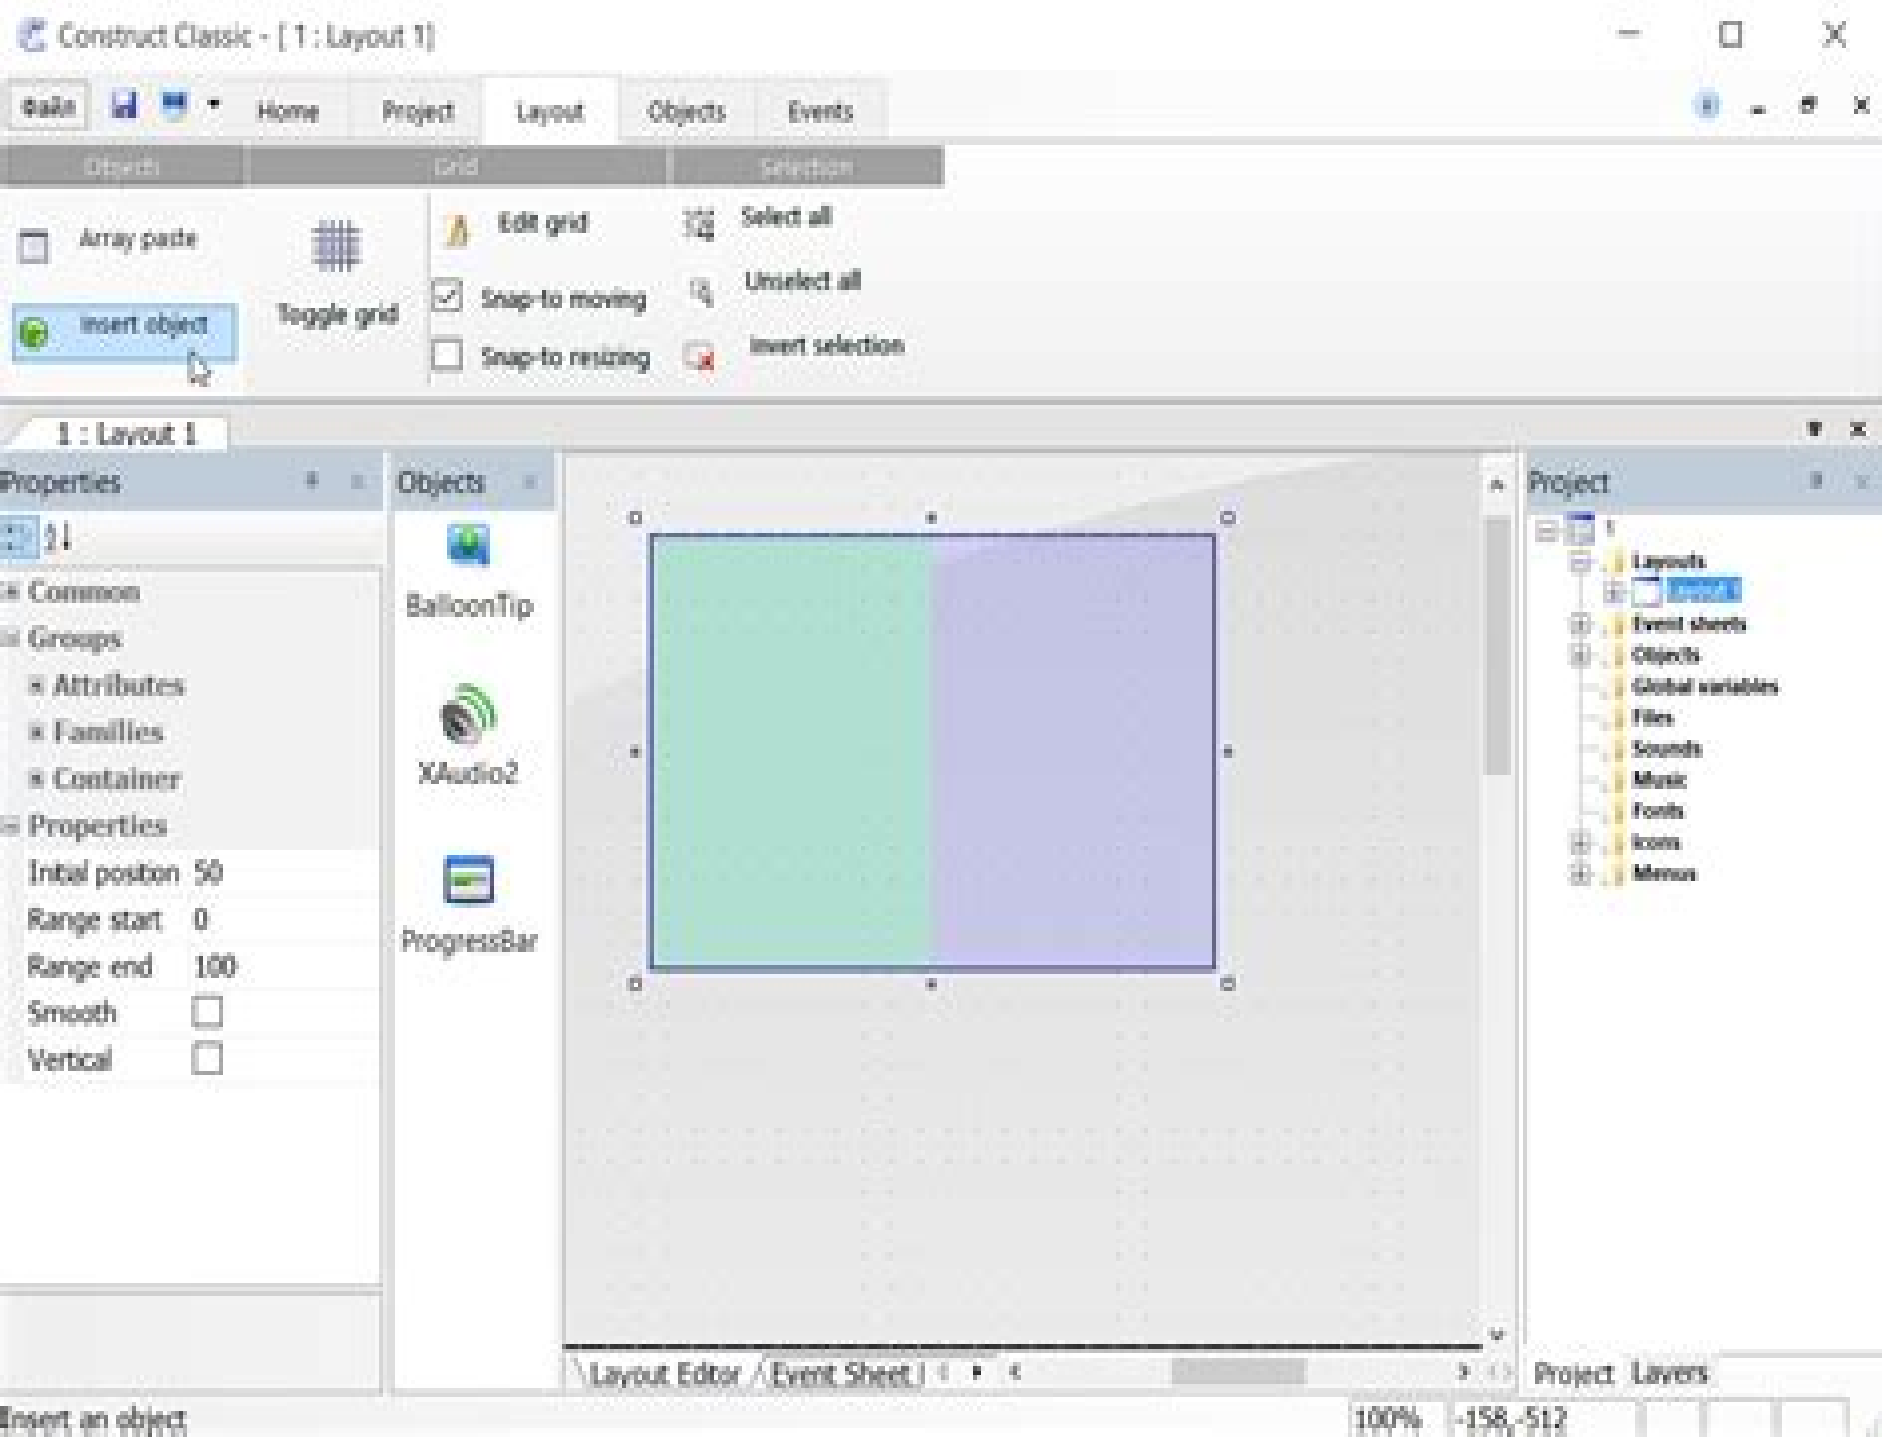 Construct Classic - [ 1 : Layout 1]
Файл Home Project Layout Objects Events
Objects Grid Selection
Array paste
Insert object
Toggle grid
Edit grid
Snap-to moving
Snap-to resizing
Select all
Unselect all
Invert selection
1 : Layout 1
Properties
Common
Groups
Attributes
Families
Container
Properties
Initial position 50
Range start 0
Range end 100
Smooth
Vertical
Objects
BalloonTip
XAudio2
ProgressBar
Layout Editor Event Sheet
Project
1
Layouts
Layout 1
Event sheets
Objects
Global variables
Files
Sounds
Music
Fonts
Icons
Menus
Project Layers
Insert an object
100% -158,-512